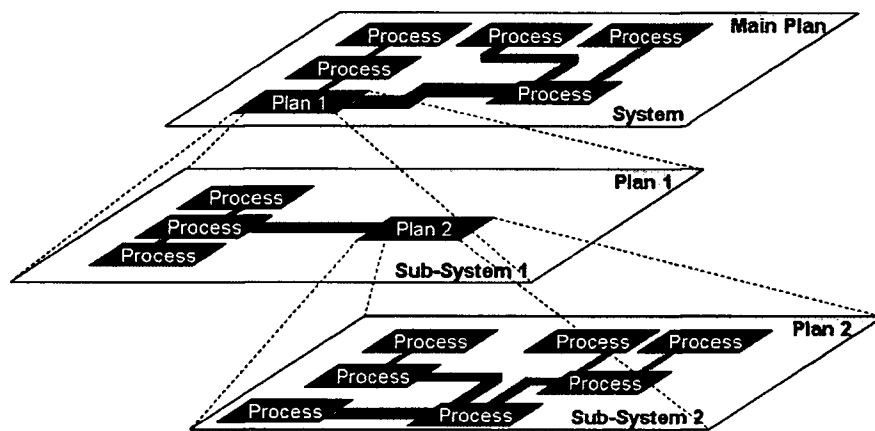 Process Process Process Main Plan
Process
Process
Plan 1
System
Plan 1
Process
Process
Plan 2
Process
Sub-System 1
Plan 2
Process Process Process
Process
Process
Process
Process
Sub-System 2